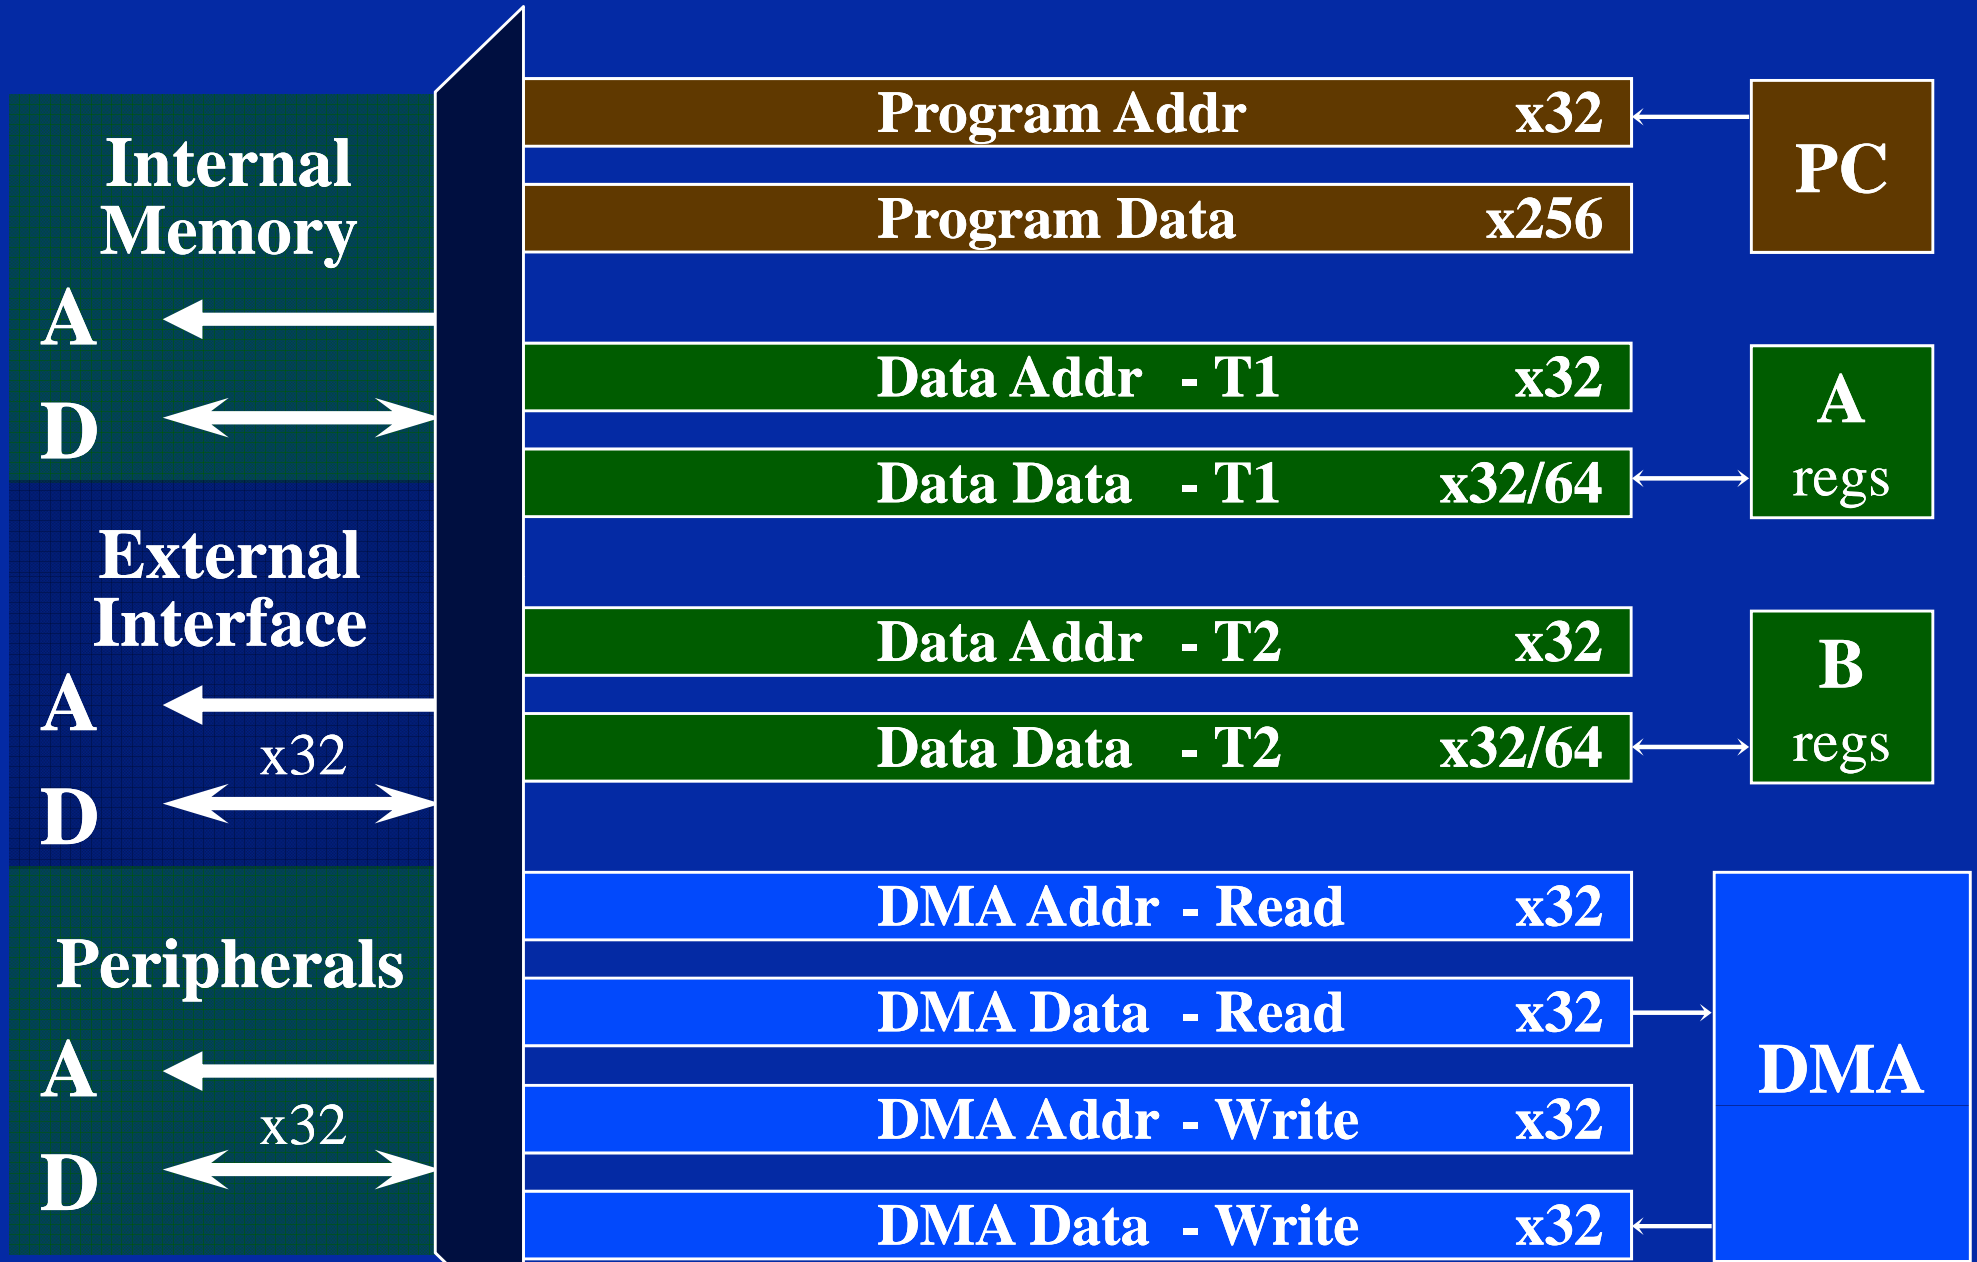 Internal
Memory
A
D
External
Interface
A
x32
D
Peripherals
A
x32
D
Program Addr x32
Program Data x256
PC
Data Addr - T1 x32
Data Data - T1 x32/64
A
regs
Data Addr - T2 x32
Data Data - T2 x32/64
B
regs
DMA Addr - Read x32
DMA Data - Read x32
DMA Addr - Write x32
DMA Data - Write x32
DMA